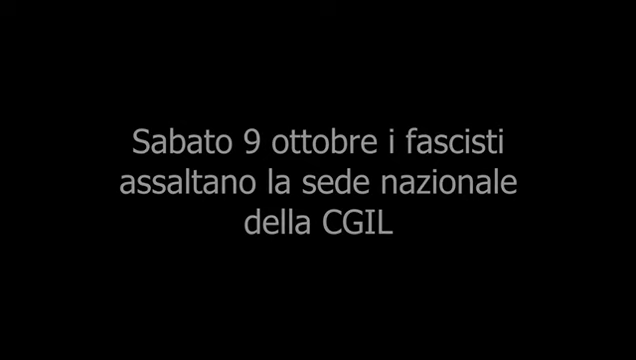 Sabato 9 ottobre i fascisti
assaltano la sede nazionale
della CGIL